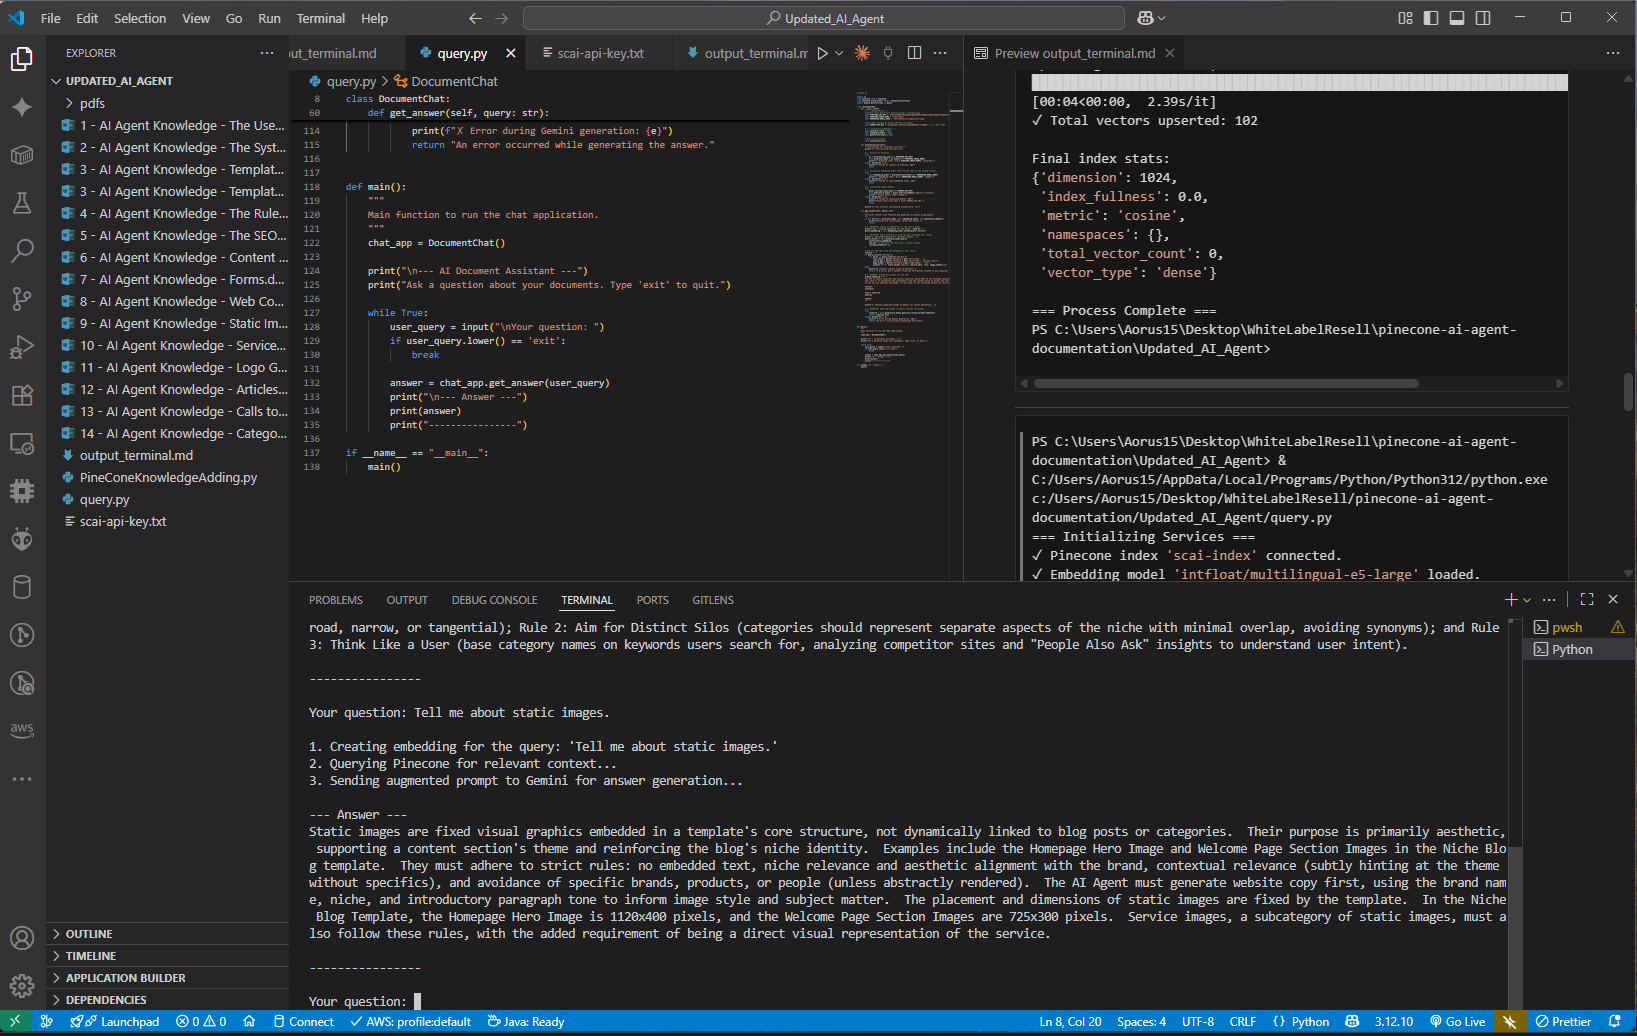 File Edit Selection View Go Run Terminal Help
Updated_AI_Agent
EXPLORER
UPDATED_AI_AGENT
pdfs
1 - AI Agent Knowledge - The Use...
2 - AI Agent Knowledge - The Syst...
3 - AI Agent Knowledge - Templat...
3 - AI Agent Knowledge - Templat...
4 - AI Agent Knowledge - The Rule...
5 - AI Agent Knowledge - The SEO...
6 - AI Agent Knowledge - Content ...
7 - AI Agent Knowledge - Forms.d...
8 - AI Agent Knowledge - Web Co...
9 - AI Agent Knowledge - Static Im...
10 - AI Agent Knowledge - Service...
11 - AI Agent Knowledge - Logo G...
12 - AI Agent Knowledge - Articles...
13 - AI Agent Knowledge - Calls to...
14 - AI Agent Knowledge - Catego...
output_terminal.md
PineConeKnowledgeAdding.py
query.py
scai-api-key.txt
OUTLINE
TIMELINE
APPLICATION BUILDER
DEPENDENCIES
aws
ut_terminal.md
query.py
scai-api-key.txt
output_terminal.m
query.py > DocumentChat
8 class DocumentChat:
60 def get_answer(self, query: str):
114 print(f"X Error during Gemini generation: {e}")
115 return "An error occurred while generating the answer."
116
117
118 def main():
119 """
120 Main function to run the chat application.
121 """
122 chat_app = DocumentChat()
123
124 print("\n--- AI Document Assistant ---")
125 print("Ask a question about your documents. Type 'exit' to quit.")
126
127 while True:
128 user_query = input("\nYour question: ")
129 if user_query.lower() == 'exit':
130 break
131
132 answer = chat_app.get_answer(user_query)
133 print("\n--- Answer ---")
134 print(answer)
135 print("----------------")
136
137 if __name__ == "__main__":
138 main()
Preview output_terminal.md
[00:04<00:00, 2.39s/it]
✓ Total vectors upserted: 102
Final index stats:
{'dimension': 1024,
'index_fullness': 0.0,
'metric': 'cosine',
'namespaces': {},
'total_vector_count': 0,
'vector_type': 'dense'}
=== Process Complete ===
PS C:\Users\Aorus15\Desktop\WhiteLabelResell\pinecone-ai-agent-
documentation\Updated_AI_Agent>
PS C:\Users\Aorus15\Desktop\WhiteLabelResell\pinecone-ai-agent-
documentation\Updated_AI_Agent> &
C:/Users/Aorus15/AppData/Local/Programs/Python/Python312/python.exe
c:/Users/Aorus15/Desktop/WhiteLabelResell/pinecone-ai-agent-
documentation/Updated_AI_Agent/query.py
=== Initializing Services ===
✓ Pinecone index 'scai-index' connected.
✓ Embedding model 'intfloat/multilingual-e5-large' loaded.
PROBLEMS OUTPUT DEBUG CONSOLE TERMINAL PORTS GITLENS
pwsh
Python
road, narrow, or tangential); Rule 2: Aim for Distinct Silos (categories should represent separate aspects of the niche with minimal overlap, avoiding synonyms); and Rule
3: Think Like a User (base category names on keywords users search for, analyzing competitor sites and "People Also Ask" insights to understand user intent).
----------------
Your question: Tell me about static images.
1. Creating embedding for the query: 'Tell me about static images.'
2. Querying Pinecone for relevant context...
3. Sending augmented prompt to Gemini for answer generation...
--- Answer ---
Static images are fixed visual graphics embedded in a template's core structure, not dynamically linked to blog posts or categories. Their purpose is primarily aesthetic,
supporting a content section's theme and reinforcing the blog's niche identity. Examples include the Homepage Hero Image and Welcome Page Section Images in the Niche Blo
g template. They must adhere to strict rules: no embedded text, niche relevance and aesthetic alignment with the brand, contextual relevance (subtly hinting at the theme
without specifics), and avoidance of specific brands, products, or people (unless abstractly rendered). The AI Agent must generate website copy first, using the brand nam
e, niche, and introductory paragraph tone to inform image style and subject matter. The placement and dimensions of static images are fixed by the template. In the Niche
Blog Template, the Homepage Hero Image is 1120x400 pixels, and the Welcome Page Section Images are 725x300 pixels. Service images, a subcategory of static images, must a
lso follow these rules, with the added requirement of being a direct visual representation of the service.
----------------
Your question:
Launchpad 0 0 Connect AWS: profile:default Java: Ready Ln 8, Col 20 Spaces: 4 UTF-8 CRLF {} Python 3.12.10 Go Live Prettier